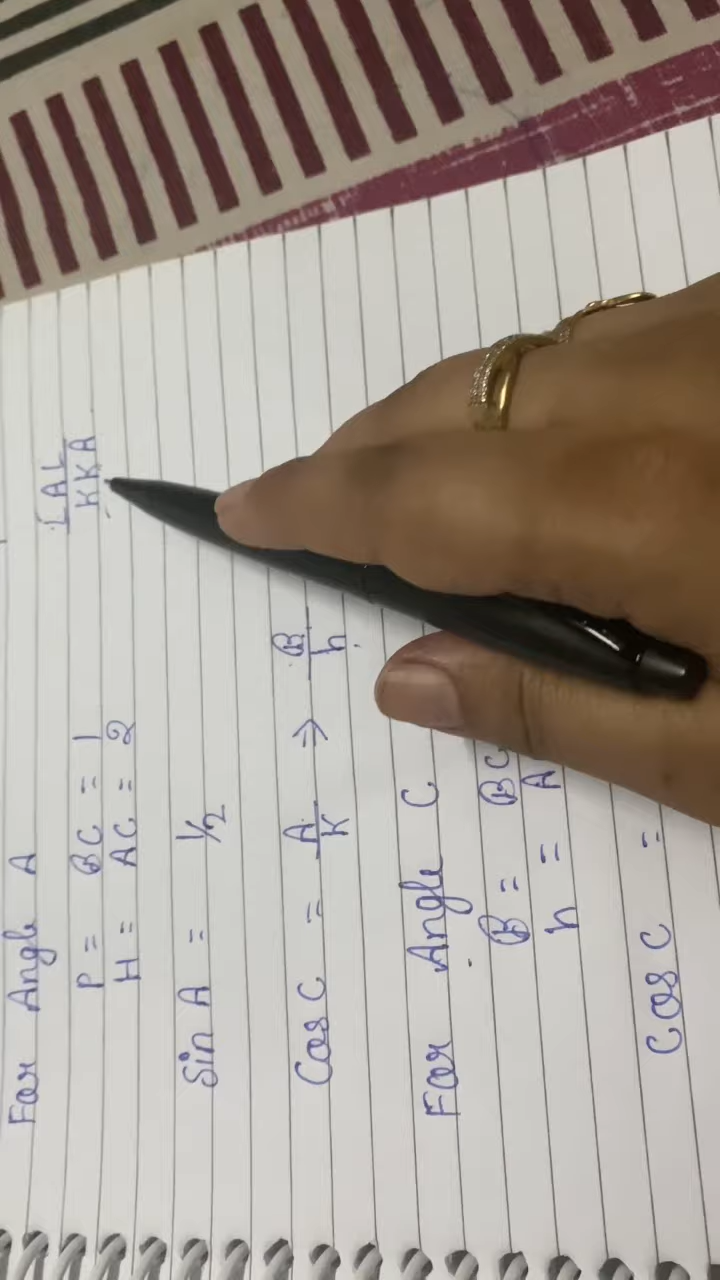 For Angle A
LAL
KKA
P = BC = 1
H = AC = 2
Sin A = 1/2
Cos C = A/K ⇒ B/h
For Angle C
B = BC
h = A
Cos C =